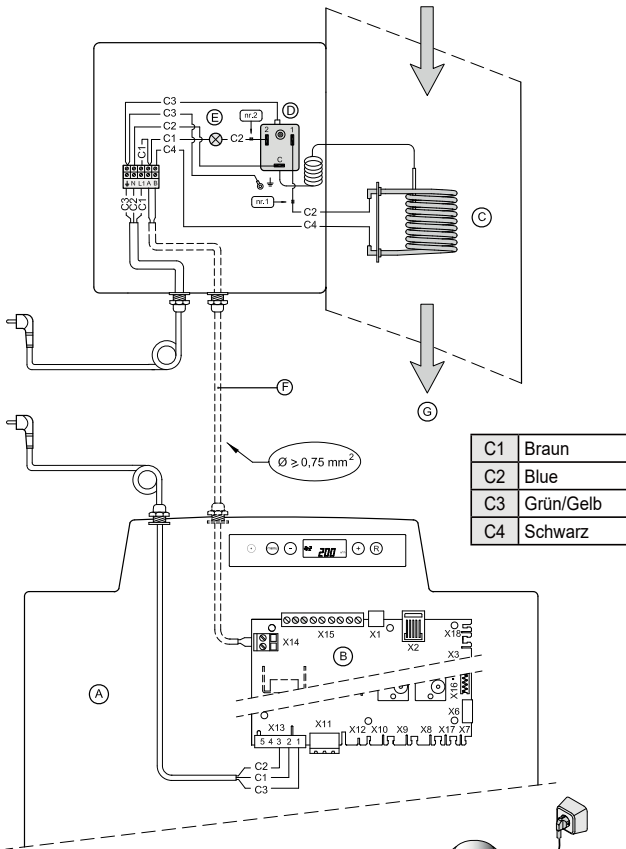 C3
C3
C2
C1
C1
C4
E
nr.2
D
C2
2
1
C
nr.1
N L1 A B
C3
C2
C1
C2
C4
C
F
G
Ø ≥ 0,75 mm²
C1 Braun
C2 Blue
C3 Grün/Gelb
C4 Schwarz
200
R
X15
X1
X2
X18
X14
B
X3
X16
A
X6
X13
X11
X12 X10 X9 X8 X17 X7
5 4 3 2 1
C2
C1
C3